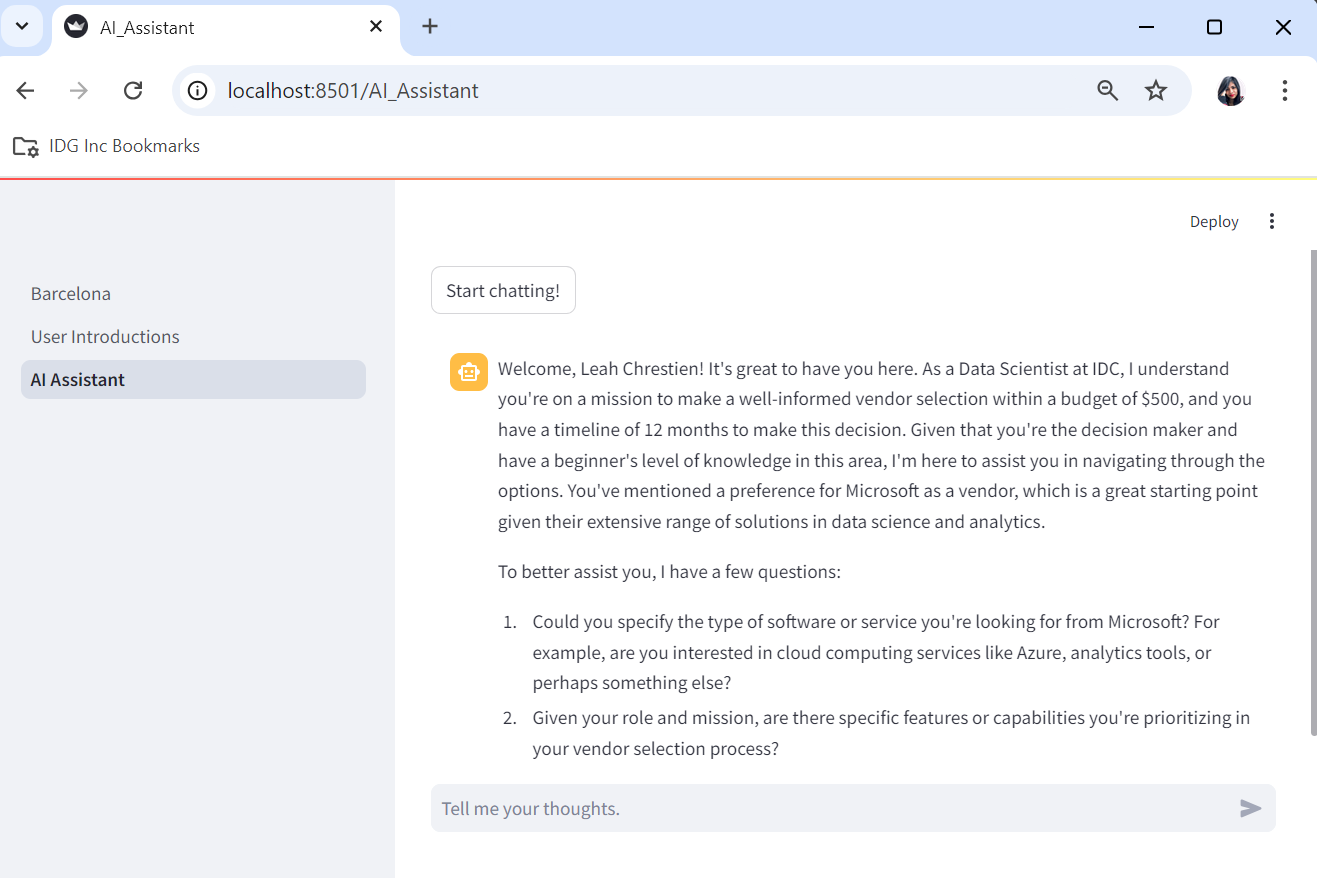 AI_Assistant
localhost:8501/AI_Assistant
IDG Inc Bookmarks
Deploy
Barcelona
User Introductions
AI Assistant
Start chatting!
Welcome, Leah Chrestien! It's great to have you here. As a Data Scientist at IDC, I understand
you're on a mission to make a well-informed vendor selection within a budget of $500, and you
have a timeline of 12 months to make this decision. Given that you're the decision maker and
have a beginner's level of knowledge in this area, I'm here to assist you in navigating through the
options. You've mentioned a preference for Microsoft as a vendor, which is a great starting point
given their extensive range of solutions in data science and analytics.
To better assist you, I have a few questions:
1. Could you specify the type of software or service you're looking for from Microsoft? For
example, are you interested in cloud computing services like Azure, analytics tools, or
perhaps something else?
2. Given your role and mission, are there specific features or capabilities you're prioritizing in
your vendor selection process?
Tell me your thoughts.